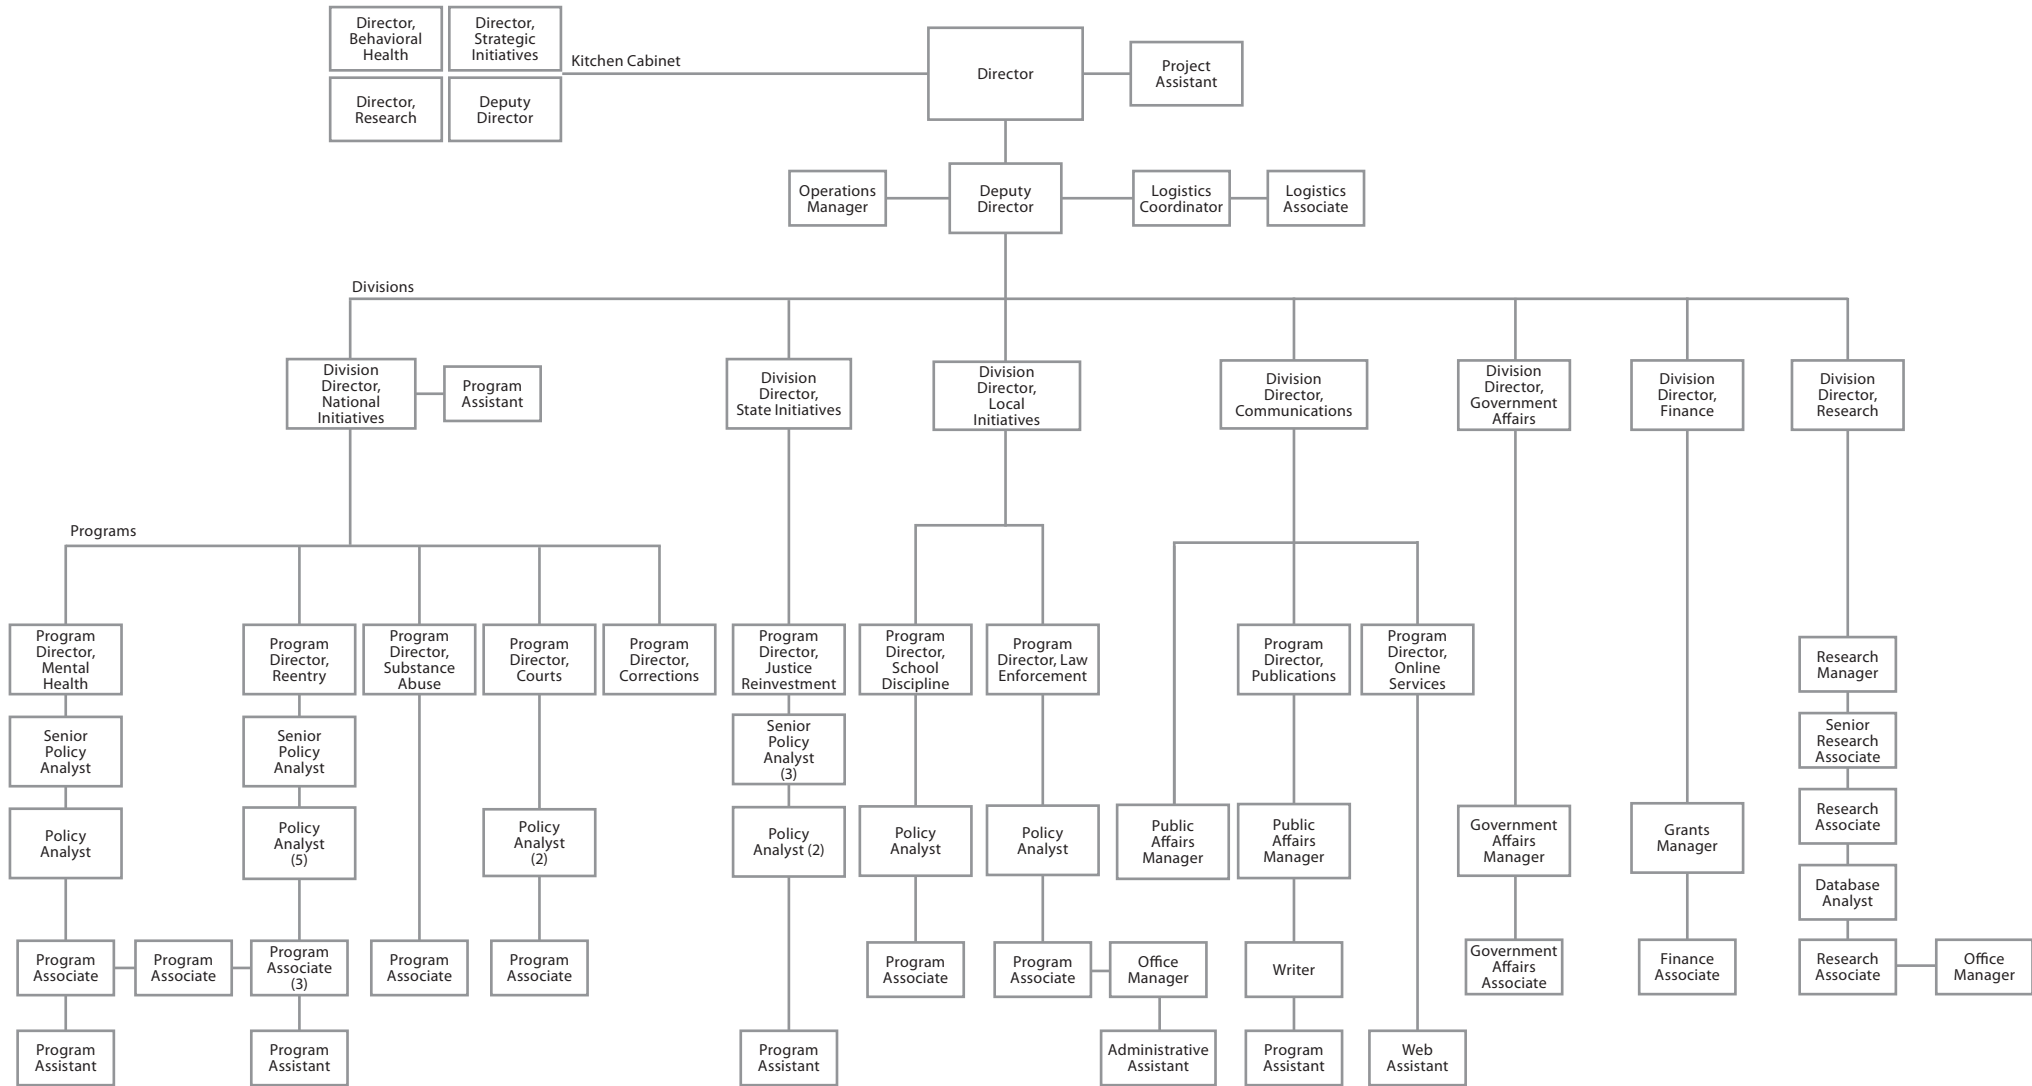 Director,
Behavioral
Health
Director,
Strategic
Initiatives
Director,
Research
Deputy
Director
Kitchen Cabinet
Director
Project
Assistant
Operations
Manager
Deputy
Director
Logistics
Coordinator
Logistics
Associate
Divisions
Division
Director,
National
Initiatives
Program
Assistant
Division
Director,
State Initiatives
Division
Director,
Local
Initiatives
Division
Director,
Communications
Division
Director,
Government
Affairs
Division
Director,
Finance
Division
Director,
Research
Programs
Program
Director,
Mental
Health
Program
Director,
Reentry
Program
Director,
Substance
Abuse
Program
Director,
Courts
Program
Director,
Corrections
Program
Director,
Justice
Reinvestment
Program
Director,
School
Discipline
Program
Director, Law
Enforcement
Program
Director,
Publications
Program
Director,
Online
Services
Research
Manager
Senior
Policy
Analyst
Senior
Policy
Analyst
Senior
Policy
Analyst
(3)
Senior
Research
Associate
Policy
Analyst
Policy
Analyst
(5)
Policy
Analyst
(2)
Policy
Analyst (2)
Policy
Analyst
Policy
Analyst
Public
Affairs
Manager
Public
Affairs
Manager
Government
Affairs
Manager
Grants
Manager
Research
Associate
Database
Analyst
Program
Associate
Program
Associate
Program
Associate
(3)
Program
Associate
Program
Associate
Program
Associate
Program
Associate
Office
Manager
Writer
Government
Affairs
Associate
Finance
Associate
Research
Associate
Office
Manager
Program
Assistant
Program
Assistant
Program
Assistant
Administrative
Assistant
Program
Assistant
Web
Assistant